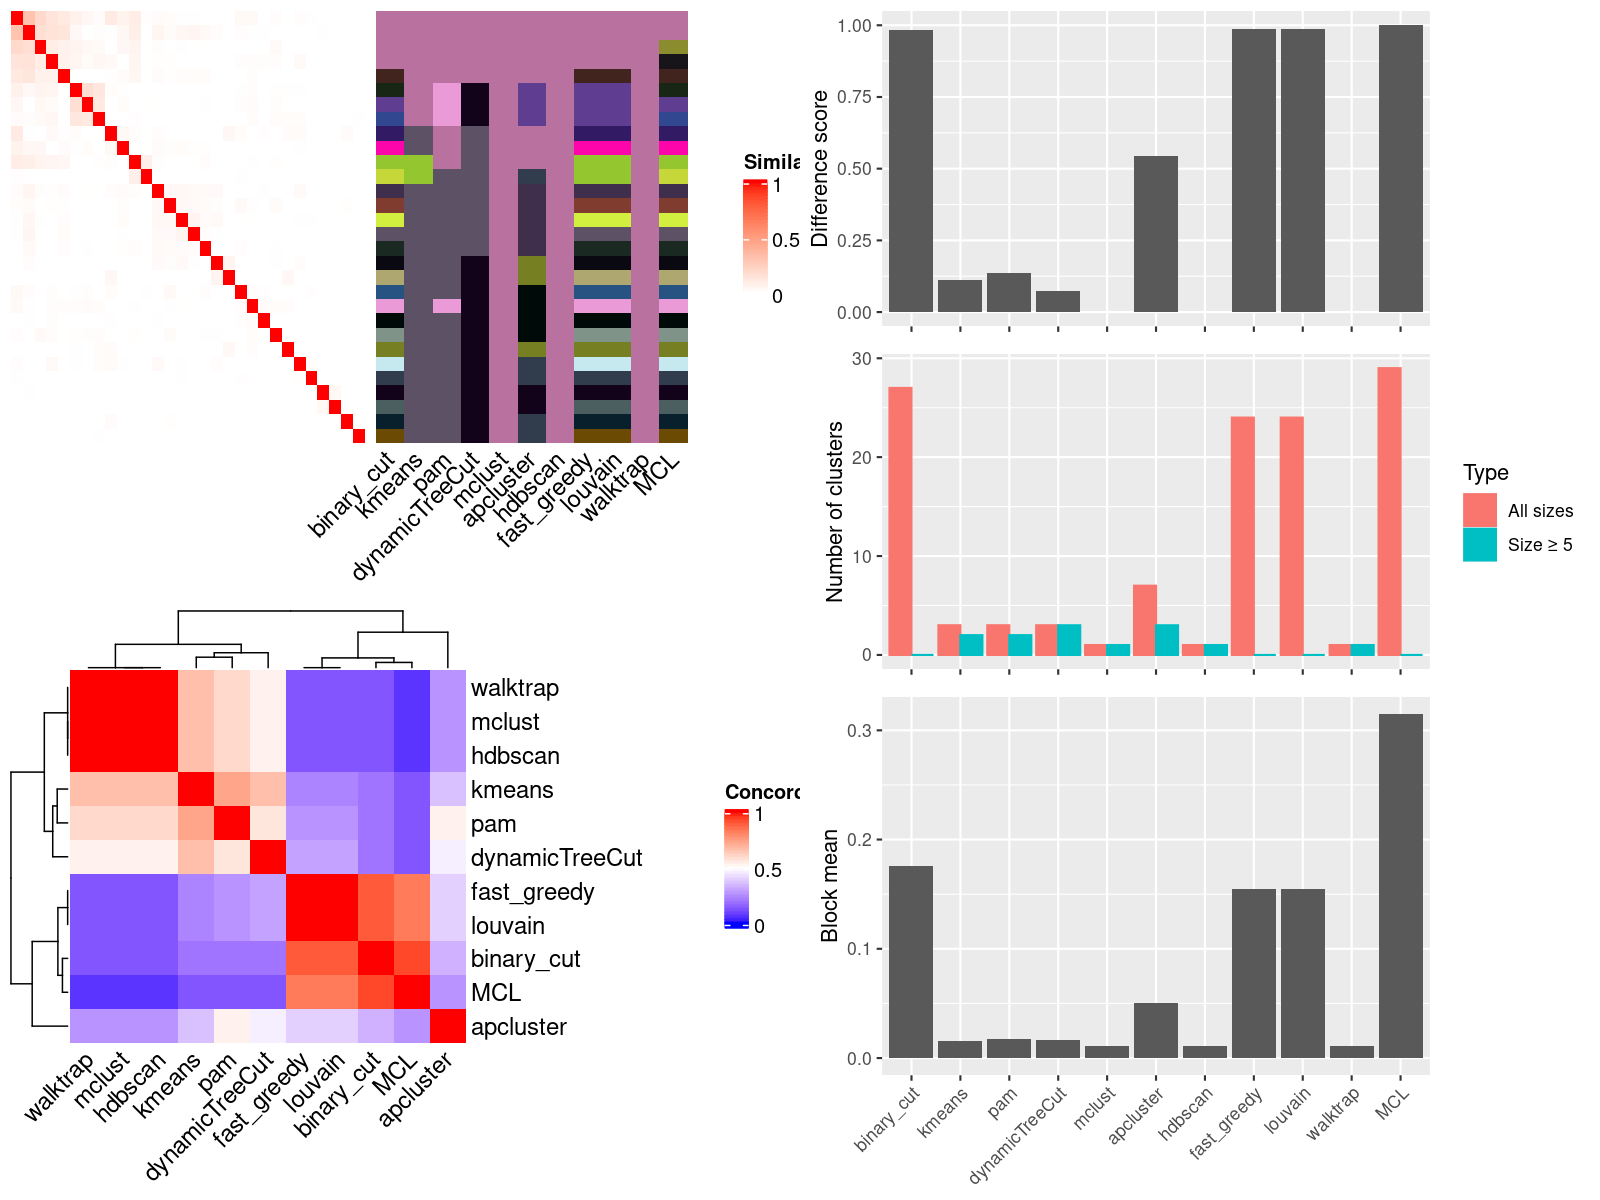 Simila
1
0.5
0
binary_cut
kmeans
pam
dynamicTreeCut
mclust
apcluster
hdbscan
fast_greedy
louvain
walktrap
MCL
walktrap
mclust
hdbscan
kmeans
pam
dynamicTreeCut
fast_greedy
louvain
binary_cut
MCL
apcluster
walktrap
mclust
hdbscan
kmeans
pam
dynamicTreeCut
fast_greedy
louvain
binary_cut
MCL
apcluster
Concorc
1
0.5
0
Difference score
1.00
0.75
0.50
0.25
0.00
Number of clusters
30
20
10
0
Type
All sizes
Size ≥ 5
Block mean
0.3
0.2
0.1
0.0
binary_cut
kmeans
pam
dynamicTreeCut
mclust
apcluster
hdbscan
fast_greedy
louvain
walktrap
MCL